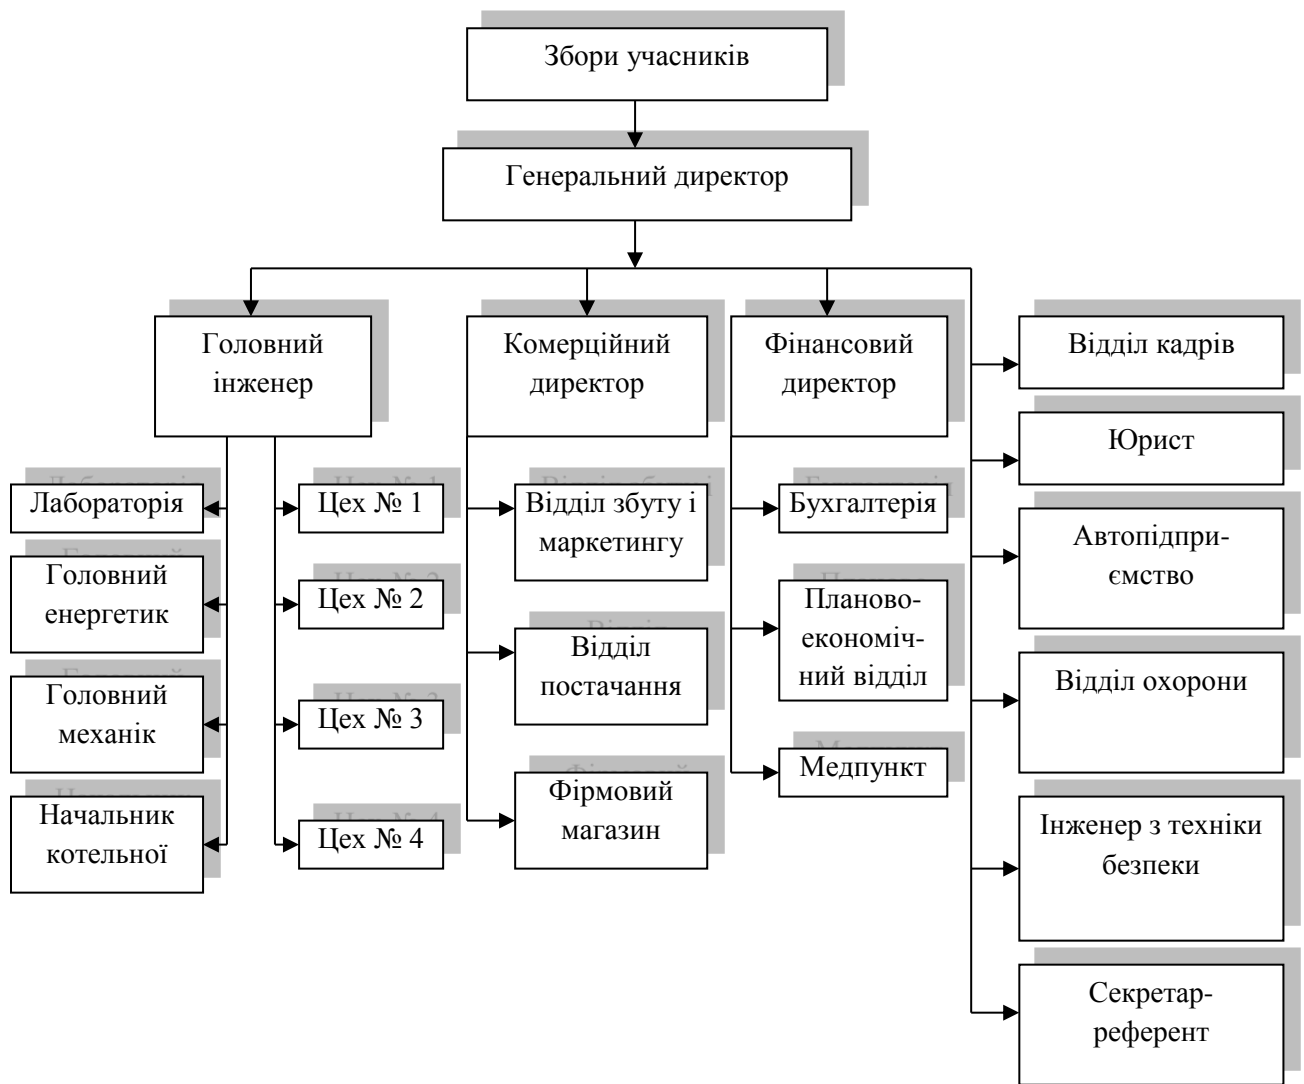 Збори учасників
Генеральний директор
Головний
інженер
Комерційний
директор
Фінансовий
директор
Відділ кадрів
Юрист
Автопідпри-
ємство
Відділ охорони
Інженер з техніки
безпеки
Секретар-
референт
Лабораторія
Головний
енергетик
Головний
механік
Начальник
котельної
Цех № 1
Цех № 2
Цех № 3
Цех № 4
Відділ збуту і
маркетингу
Відділ
постачання
Фірмовий
магазин
Бухгалтерія
Планово-
економіч-
ний відділ
Медпункт